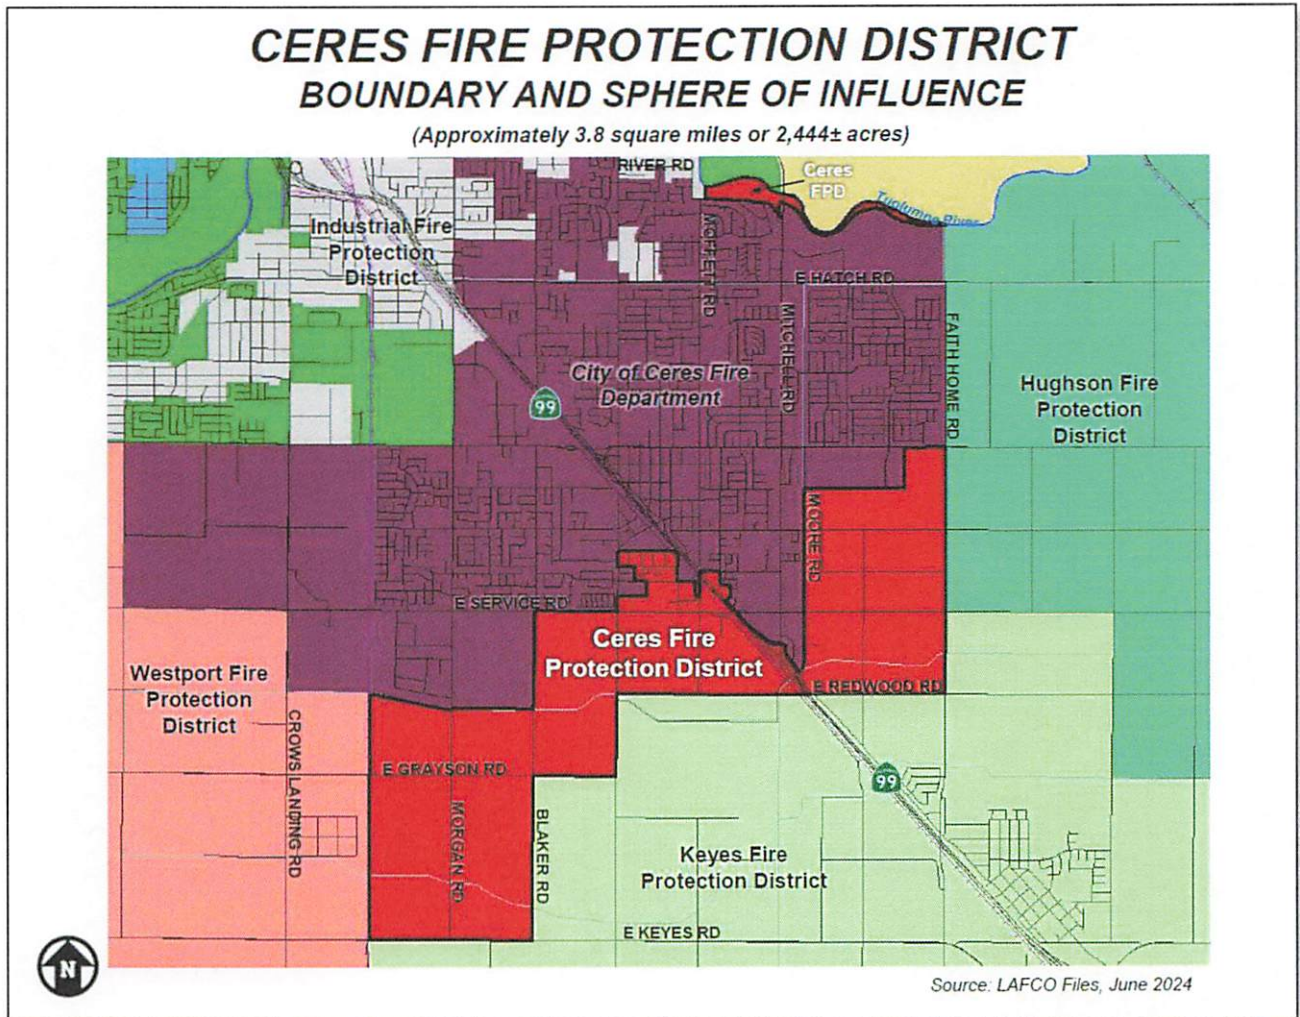 CERES FIRE PROTECTION DISTRICT
BOUNDARY AND SPHERE OF INFLUENCE
(Approximately 3.8 square miles or 2,444± acres)
RIVER RD
Ceres
FPD
Tuolumne River
Industrial Fire
Protection
District
MOFFETT RD
E HATCH RD
MITCHELL RD
FAITH HOME RD
City of Ceres Fire
Department
99
Hughson Fire
Protection
District
MOORE RD
E SERVICE RD
Ceres Fire
Protection District
E REDWOOD RD
Westport Fire
Protection
District
CROWS LANDING RD
E GRAYSON RD
MORGAN RD
BLAKER RD
99
Keyes Fire
Protection District
E KEYES RD
N
Source: LAFCO Files, June 2024